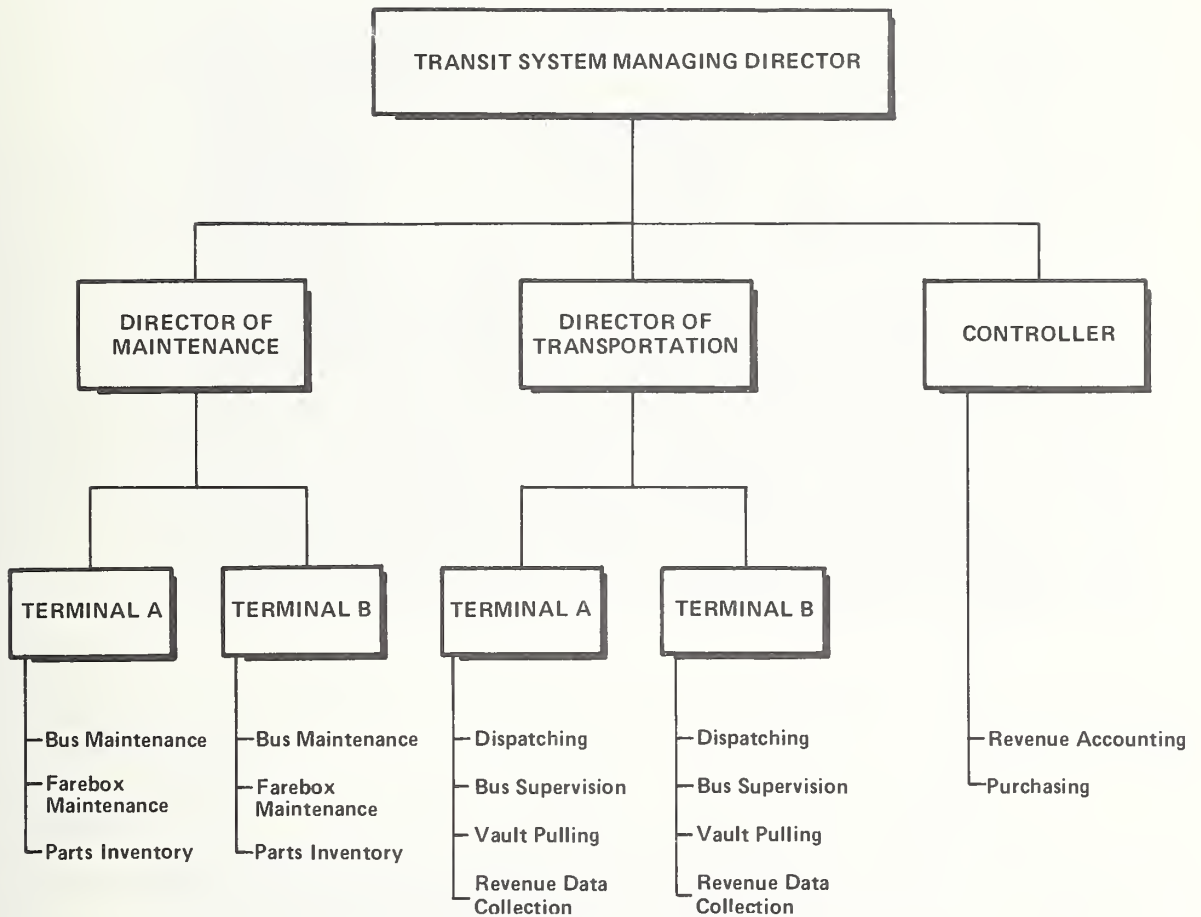 TRANSIT SYSTEM MANAGING DIRECTOR
DIRECTOR OF
MAINTENANCE
DIRECTOR OF
TRANSPORTATION
CONTROLLER
TERMINAL A
TERMINAL B
TERMINAL A
TERMINAL B
Bus Maintenance
Farebox
Maintenance
Parts Inventory
Bus Maintenance
Farebox
Maintenance
Parts Inventory
Dispatching
Bus Supervision
Vault Pulling
Revenue Data
Collection
Dispatching
Bus Supervision
Vault Pulling
Revenue Data
Collection
Revenue Accounting
Purchasing